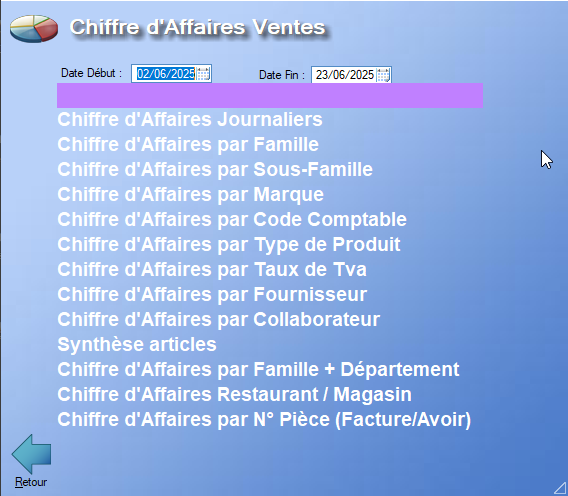 Chiffre d'Affaires Ventes
Date Début : 02/06/2025 Date Fin : 23/06/2025
Chiffre d'Affaires Journaliers
Chiffre d'Affaires par Famille
Chiffre d'Affaires par Sous-Famille
Chiffre d'Affaires par Marque
Chiffre d'Affaires par Code Comptable
Chiffre d'Affaires par Type de Produit
Chiffre d'Affaires par Taux de Tva
Chiffre d'Affaires par Fournisseur
Chiffre d'Affaires par Collaborateur
Synthèse articles
Chiffre d'Affaires par Famille + Département
Chiffre d'Affaires Restaurant / Magasin
Chiffre d'Affaires par N° Pièce (Facture/Avoir)
Retour